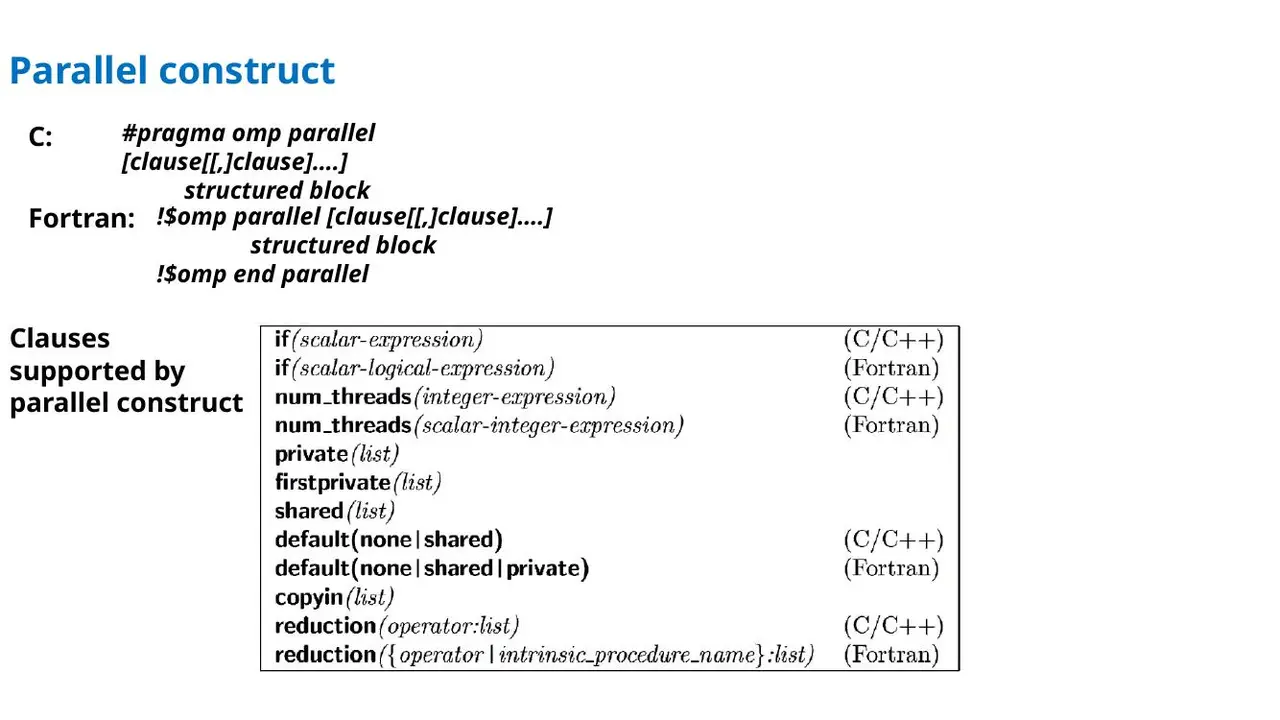 Parallel construct
C: #pragma omp parallel
[clause[[,]clause]....]
structured block
Fortran: !$omp parallel [clause[[,]clause]....]
structured block
!$omp end parallel
Clauses
supported by
parallel construct
if(scalar-expression) (C/C++)
if(scalar-logical-expression) (Fortran)
num_threads(integer-expression) (C/C++)
num_threads(scalar-integer-expression) (Fortran)
private(list)
firstprivate(list)
shared(list)
default(none|shared) (C/C++)
default(none|shared|private) (Fortran)
copyin(list)
reduction(operator:list) (C/C++)
reduction({operator|intrinsic_procedure_name}:list) (Fortran)